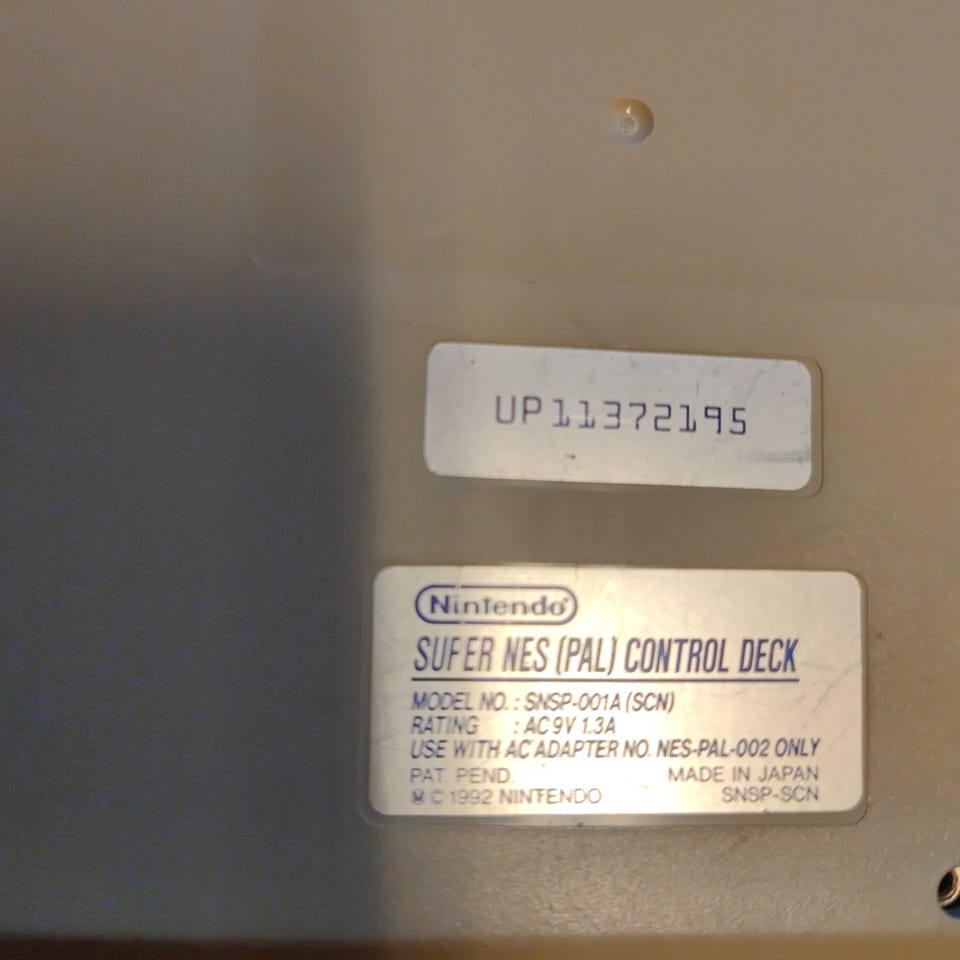 UP11372195
Nintendo®
SUPER NES (PAL) CONTROL DECK
MODEL NO. : SNSP-001A (SCN)
RATING : AC 9V 1.3A
USE WITH AC ADAPTER NO. NES-PAL-002 ONLY
PAT. PEND. MADE IN JAPAN
Ⓜ © 1992 NINTENDO SNSP-SCN